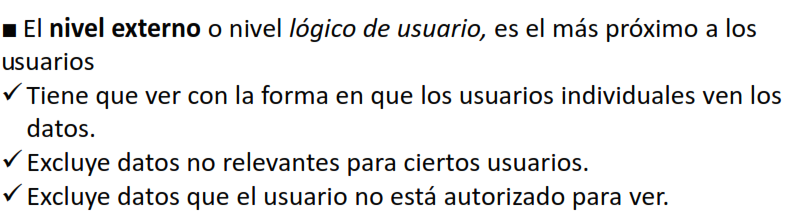 ■ El nivel externo o nivel lógico de usuario, es el más próximo a los
usuarios
✓ Tiene que ver con la forma en que los usuarios individuales ven los
datos.
✓ Excluye datos no relevantes para ciertos usuarios.
✓ Excluye datos que el usuario no está autorizado para ver.